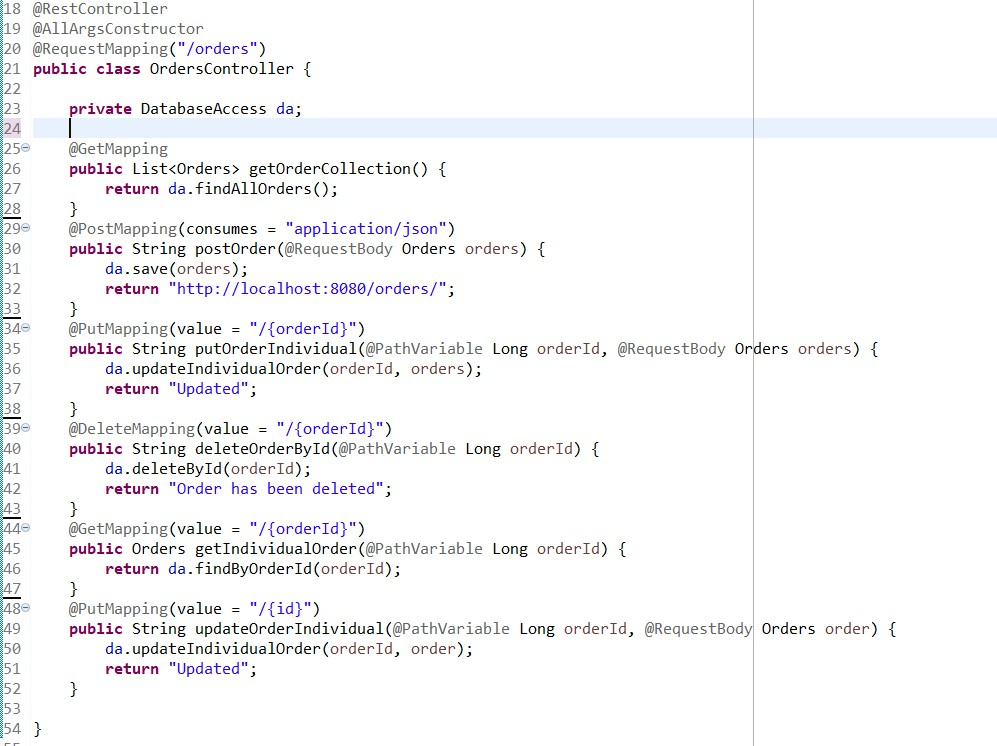 18 @RestController
19 @AllArgsConstructor
20 @RequestMapping("/orders")
21 public class OrdersController {
22
23     private DatabaseAccess da;
24
25     @GetMapping
26     public List<Orders> getOrderCollection() {
27         return da.findAllOrders();
28     }
29     @PostMapping(consumes = "application/json")
30     public String postOrder(@RequestBody Orders orders) {
31         da.save(orders);
32         return "http://localhost:8080/orders/";
33     }
34     @PutMapping(value = "/{orderId}")
35     public String putOrderIndividual(@PathVariable Long orderId, @RequestBody Orders orders) {
36         da.updateIndividualOrder(orderId, orders);
37         return "Updated";
38     }
39     @DeleteMapping(value = "/{orderId}")
40     public String deleteOrderById(@PathVariable Long orderId) {
41         da.deleteById(orderId);
42         return "Order has been deleted";
43     }
44     @GetMapping(value = "/{orderId}")
45     public Orders getIndividualOrder(@PathVariable Long orderId) {
46         return da.findByOrderId(orderId);
47     }
48     @PutMapping(value = "/{id}")
49     public String updateOrderIndividual(@PathVariable Long orderId, @RequestBody Orders order) {
50         da.updateIndividualOrder(orderId, order);
51         return "Updated";
52     }
53
54 }